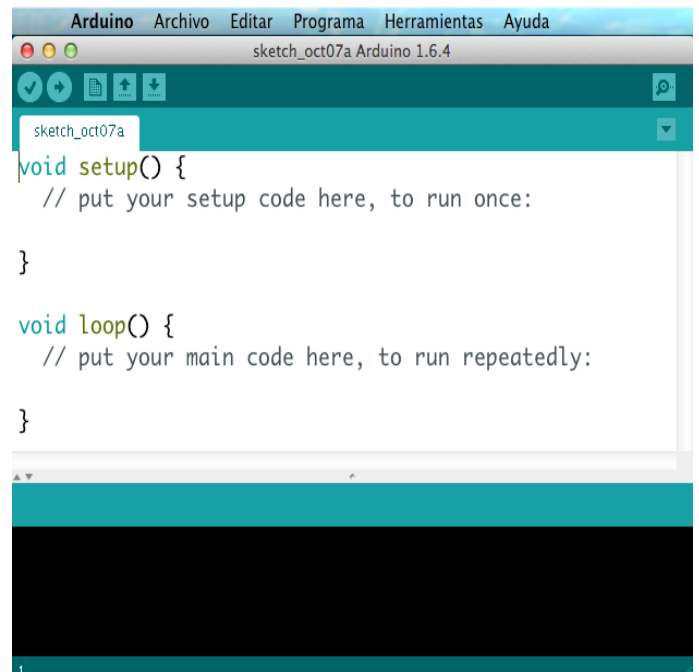 Arduino Archivo Editar Programa Herramientas Ayuda
sketch_oct07a Arduino 1.6.4
sketch_oct07a
void setup() {
  // put your setup code here, to run once:
}
void loop() {
  // put your main code here, to run repeatedly:
}
1